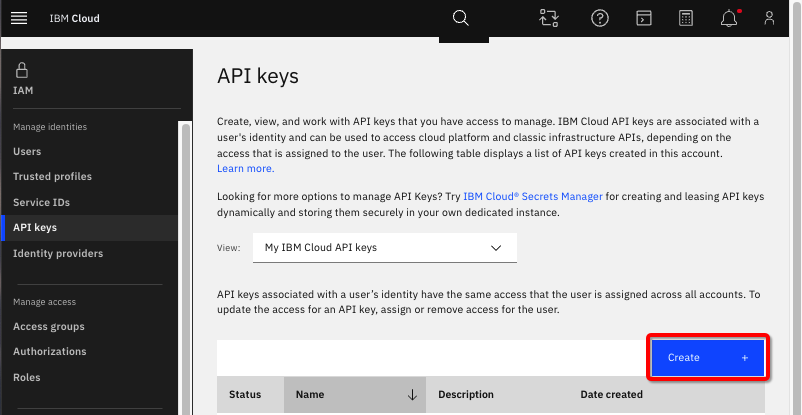 IBM Cloud
IAM
Manage identities
Users
Trusted profiles
Service IDs
API keys
Identity providers
Manage access
Access groups
Authorizations
Roles
API keys
Create, view, and work with API keys that you have access to manage. IBM Cloud API keys are associated with a
user's identity and can be used to access cloud platform and classic infrastructure APIs, depending on the
access that is assigned to the user. The following table displays a list of API keys created in this account.
Learn more.
Looking for more options to manage API Keys? Try IBM Cloud® Secrets Manager for creating and leasing API keys
dynamically and storing them securely in your own dedicated instance.
View: My IBM Cloud API keys
API keys associated with a user's identity have the same access that the user is assigned across all accounts. To
update the access for an API key, assign or remove access for the user.
Create +
Status Name Description Date created